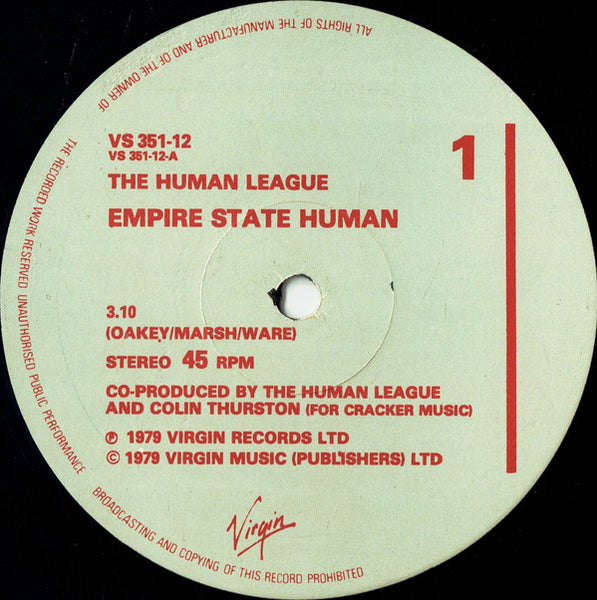 ALL RIGHTS OF THE MANUFACTURER AND OF THE OWNER OF THE RECORDED WORK RESERVED UNAUTHORISED PUBLIC PERFORMANCE BROADCASTING AND COPYING OF THIS RECORD PROHIBITED
VS 351-12
VS 351-12-A
1
THE HUMAN LEAGUE
EMPIRE STATE HUMAN
3.10
(OAKEY/MARSH/WARE)
STEREO 45 RPM
CO-PRODUCED BY THE HUMAN LEAGUE
AND COLIN THURSTON (FOR CRACKER MUSIC)
℗ 1979 VIRGIN RECORDS LTD
© 1979 VIRGIN MUSIC (PUBLISHERS) LTD
Virgin